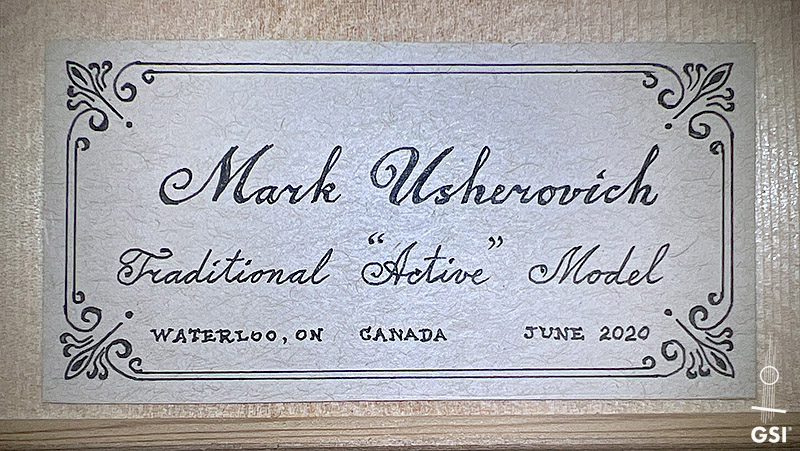 Mark Usherovich
Traditional "Active" Model
WATERLOO, ON CANADA JUNE 2020
GSI